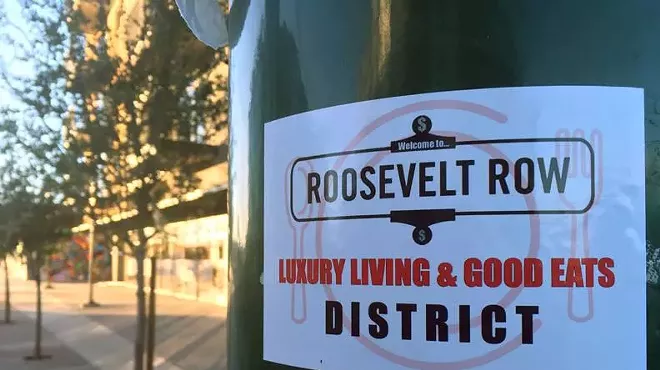 $
Welcome to...
ROOSEVELT ROW
$
LUXURY LIVING & GOOD EATS
DISTRICT